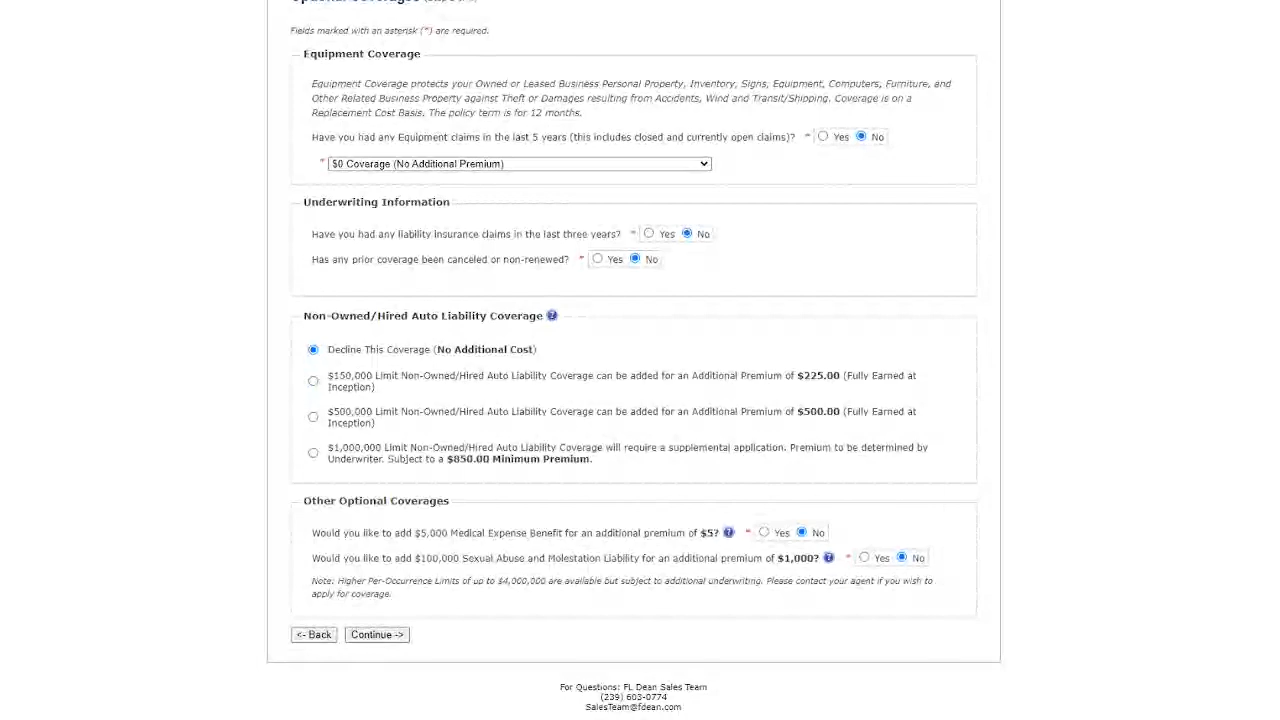 Fields marked with an asterisk (*) are required.
Equipment Coverage
Equipment Coverage protects your Owned or Leased Business Personal Property, Inventory, Signs, Equipment, Computers, Furniture, and
Other Related Business Property against Theft or Damages resulting from Accidents, Wind and Transit/Shipping. Coverage is on a
Replacement Cost Basis. The policy term is for 12 months.
Have you had any Equipment claims in the last 5 years (this includes closed and currently open claims)? * Yes No
* $0 Coverage (No Additional Premium)
Underwriting Information
Have you had any liability insurance claims in the last three years? * Yes No
Has any prior coverage been canceled or non-renewed? * Yes No
Non-Owned/Hired Auto Liability Coverage ?
Decline This Coverage (No Additional Cost)
$150,000 Limit Non-Owned/Hired Auto Liability Coverage can be added for an Additional Premium of $225.00 (Fully Earned at
Inception)
$500,000 Limit Non-Owned/Hired Auto Liability Coverage can be added for an Additional Premium of $500.00 (Fully Earned at
Inception)
$1,000,000 Limit Non-Owned/Hired Auto Liability Coverage will require a supplemental application. Premium to be determined by
Underwriter. Subject to a $850.00 Minimum Premium.
Other Optional Coverages
Would you like to add $5,000 Medical Expense Benefit for an additional premium of $5? ? * Yes No
Would you like to add $100,000 Sexual Abuse and Molestation Liability for an additional premium of $1,000? ? * Yes No
Note: Higher Per-Occurrence Limits of up to $4,000,000 are available but subject to additional underwriting. Please contact your agent if you wish to
apply for coverage.
<- Back Continue ->
For Questions: FL Dean Sales Team
(239) 603-0774
SalesTeam@fdean.com